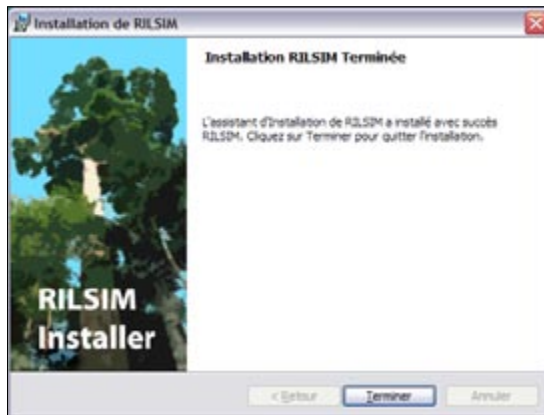 Installation de RILSIM
Installation RILSIM Terminée
L'assistant d'Installation de RILSIM a installé avec succès
RILSIM. Cliquez sur Terminer pour quitter l'installation.
RILSIM
Installer
< Retour
Terminer
Annuler